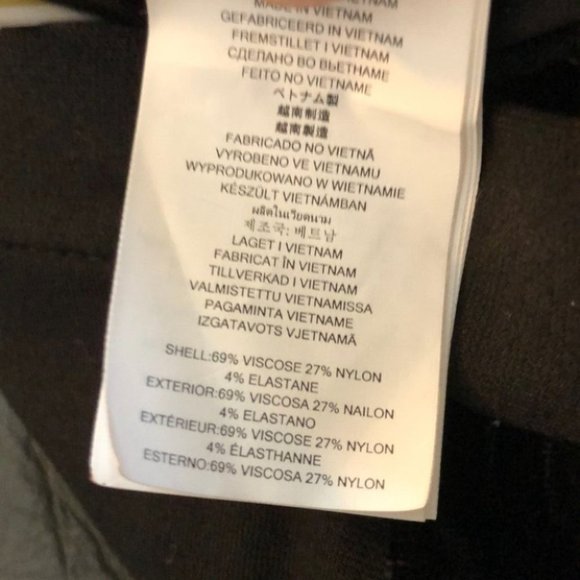 VIETNAM
MADE IN VIETNAM
GEFABRICEERD IN VIETNAM
FREMSTILLET I VIETNAM
СДЕЛАНО ВО ВЬЕТНАМЕ
FEITO NO VIETNAME
ベトナム製
越南制造
越南製造
FABRICADO NO VIETNÃ
VYROBENO VE VIETNAMU
WYPRODUKOWANO W WIETNAMIE
KÉSZÜLT VIETNÁMBAN
ผลิตในเวียดนาม
제조국: 베트남
LAGET I VIETNAM
FABRICAT ÎN VIETNAM
TILLVERKAD I VIETNAM
VALMISTETTU VIETNAMISSA
PAGAMINTA VIETNAME
IZGATAVOTS VJETNAMĀ
SHELL:69% VISCOSE 27% NYLON
4% ELASTANE
EXTERIOR:69% VISCOSA 27% NAILON
4% ELASTANO
EXTÉRIEUR:69% VISCOSE 27% NYLON
4% ÉLASTHANNE
ESTERNO:69% VISCOSA 27% NYLON